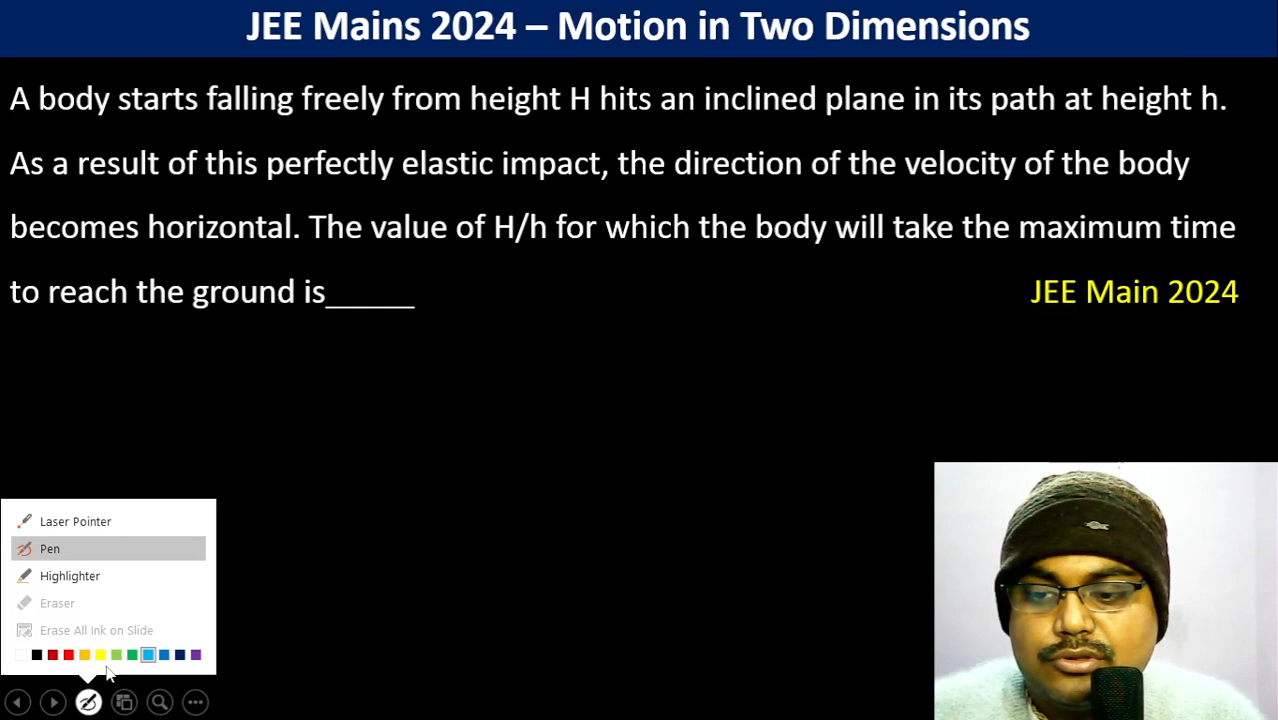 JEE Mains 2024 – Motion in Two Dimensions
A body starts falling freely from height H hits an inclined plane in its path at height h.
As a result of this perfectly elastic impact, the direction of the velocity of the body
becomes horizontal. The value of H/h for which the body will take the maximum time
to reach the ground is_____
JEE Main 2024
Laser Pointer
Pen
Highlighter
Eraser
Erase All Ink on Slide